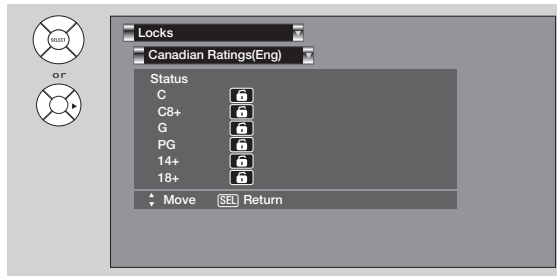 SELECT
or
Locks
Canadian Ratings(Eng)
Status
C
C8+
G
PG
14+
18+
Move SEL Return